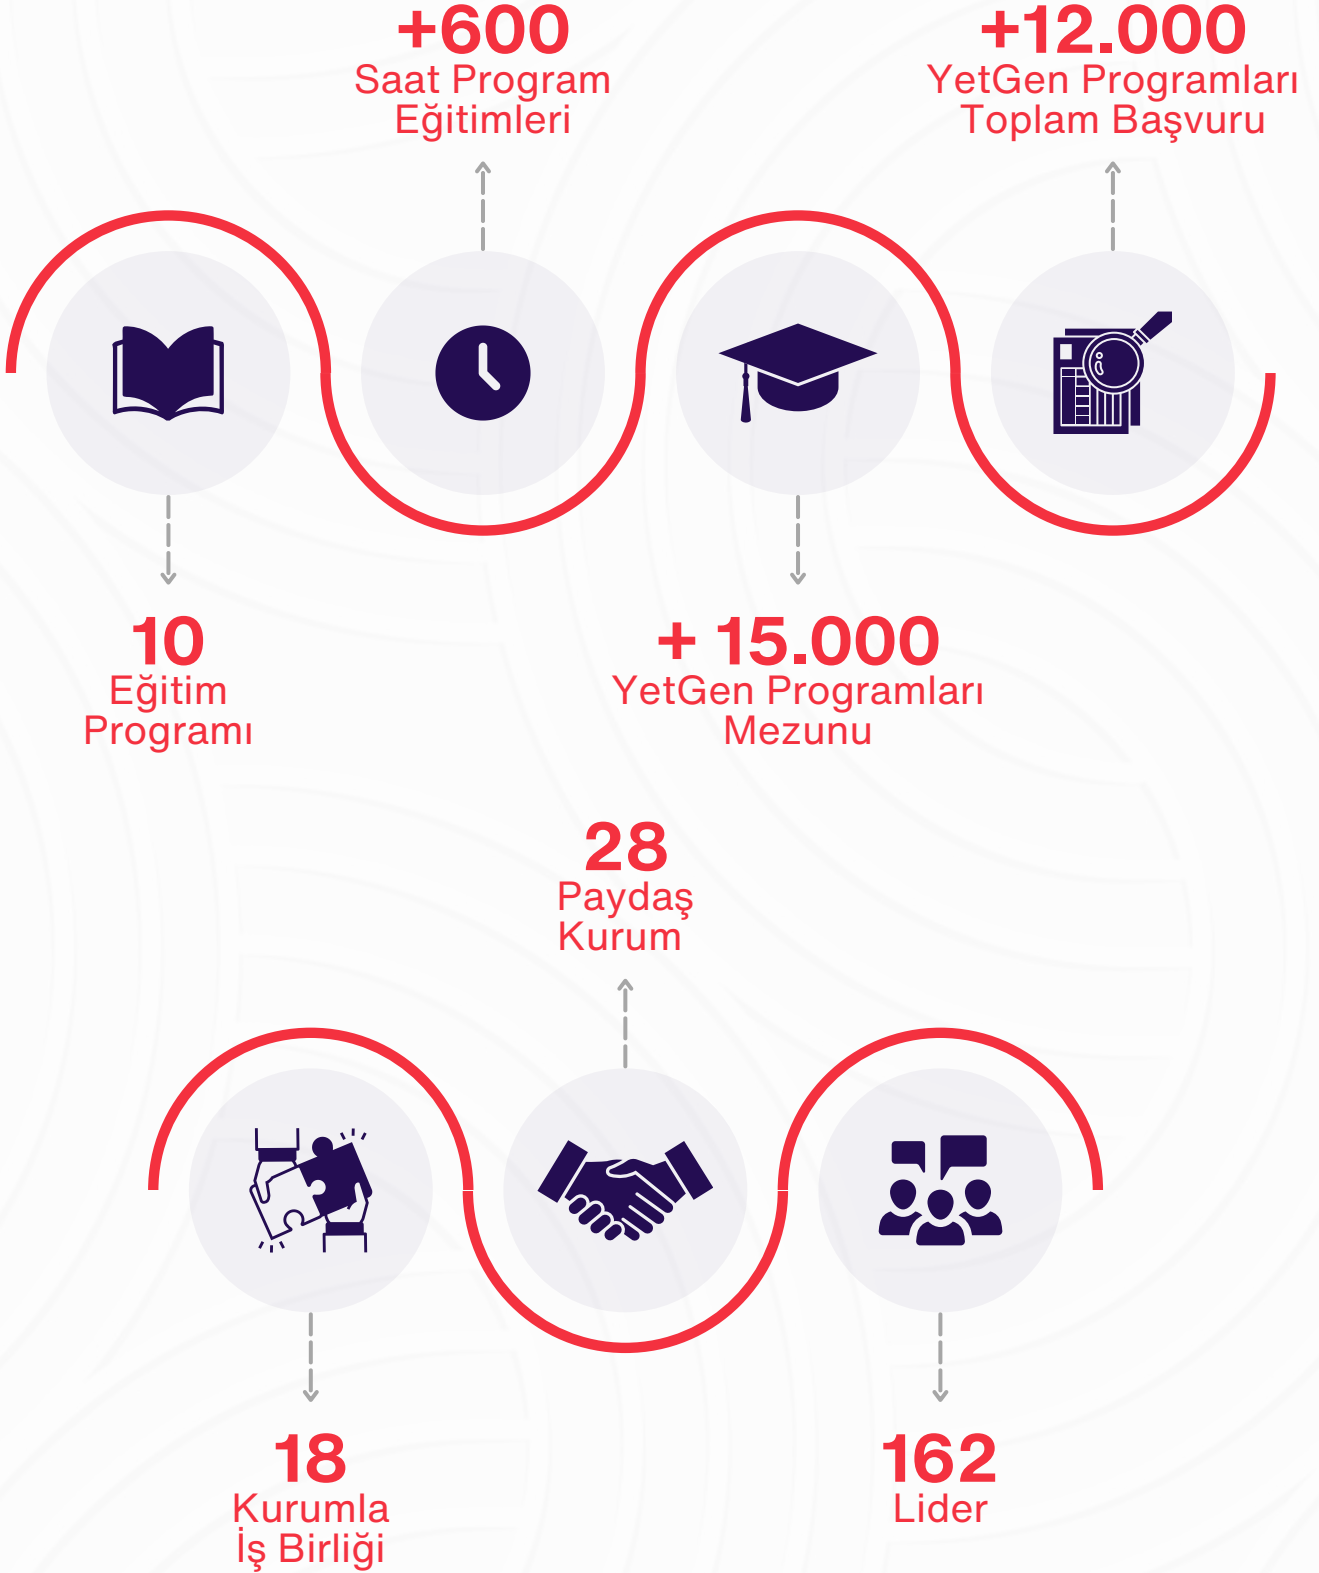 +600
Saat Program
Eğitimleri
+12.000
YetGen Programları
Toplam Başvuru
10
Eğitim
Programı
+ 15.000
YetGen Programları
Mezunu
28
Paydaş
Kurum
18
Kurumla
İş Birliği
162
Lider